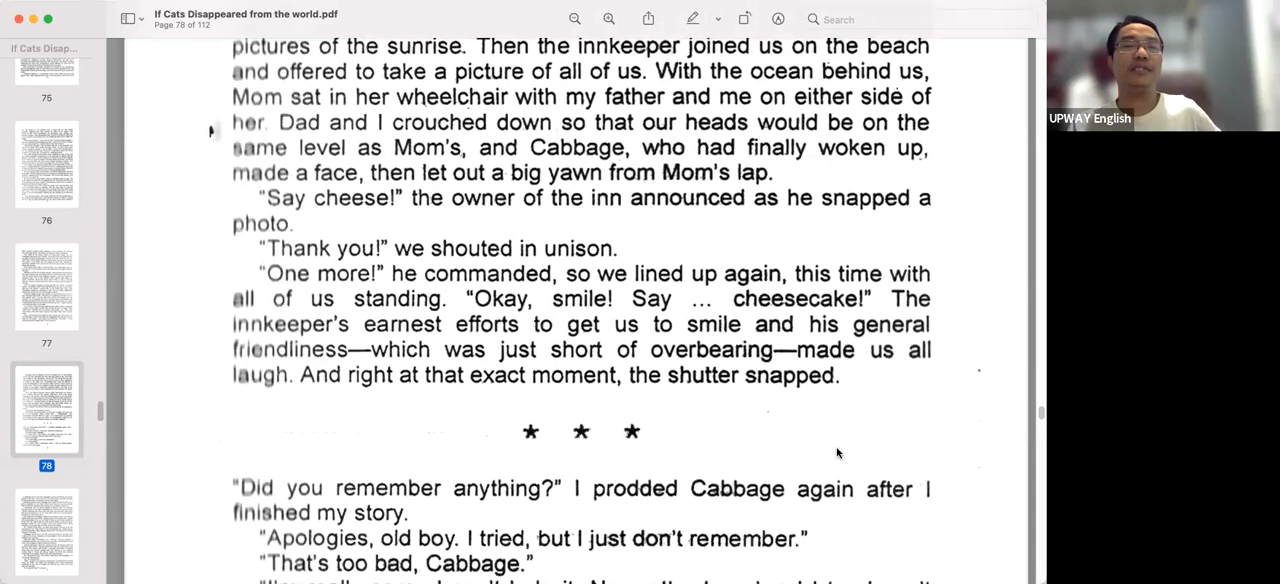 If Cats Disappeared from the world.pdf
Page 78 of 112
Search
If Cats Disap...
75
76
77
78
pictures of the sunrise. Then the innkeeper joined us on the beach
and offered to take a picture of all of us. With the ocean behind us,
Mom sat in her wheelchair with my father and me on either side of
her. Dad and I crouched down so that our heads would be on the
same level as Mom's, and Cabbage, who had finally woken up,
made a face, then let out a big yawn from Mom's lap.
"Say cheese!" the owner of the inn announced as he snapped a
photo.
"Thank you!" we shouted in unison.
"One more!" he commanded, so we lined up again, this time with
all of us standing. "Okay, smile! Say ... cheesecake!" The
innkeeper's earnest efforts to get us to smile and his general
friendliness—which was just short of overbearing—made us all
laugh. And right at that exact moment, the shutter snapped.
★ ★ ★
"Did you remember anything?" I prodded Cabbage again after I
finished my story.
"Apologies, old boy. I tried, but I just don't remember."
"That's too bad, Cabbage."
UPWAY English